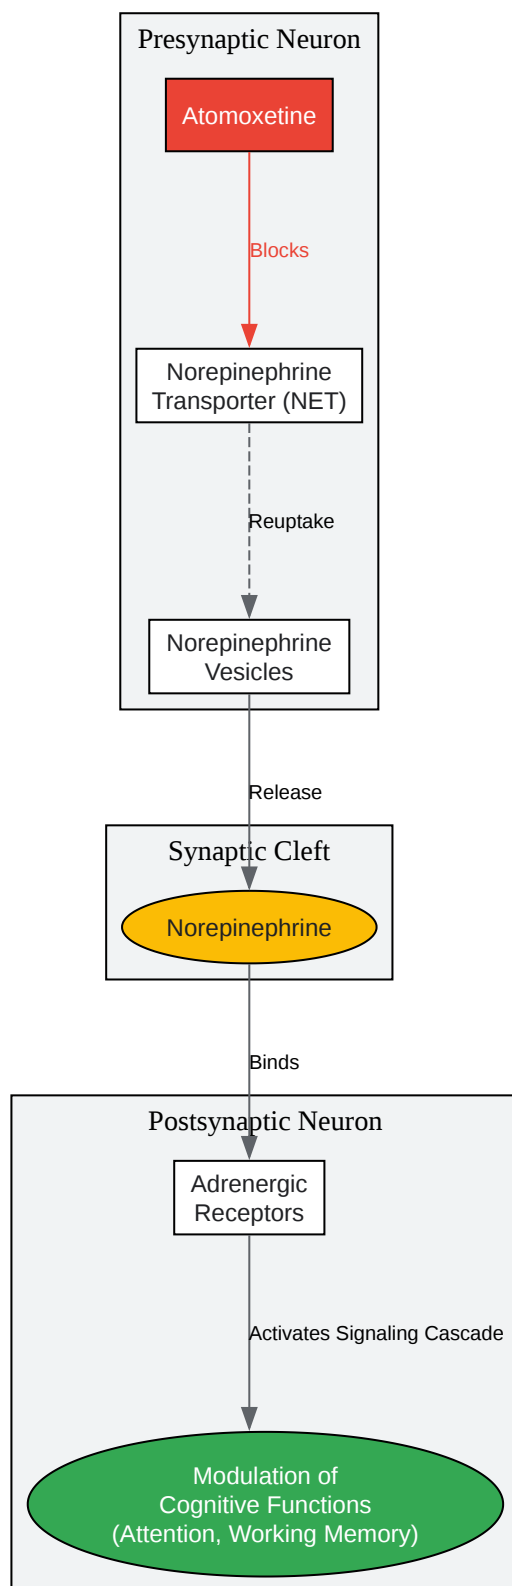 Presynaptic Neuron
Atomoxetine
Blocks
Norepinephrine
Transporter (NET)
Reuptake
Norepinephrine
Vesicles
Release
Synaptic Cleft
Norepinephrine
Binds
Postsynaptic Neuron
Adrenergic
Receptors
Activates Signaling Cascade
Modulation of
Cognitive Functions
(Attention, Working Memory)